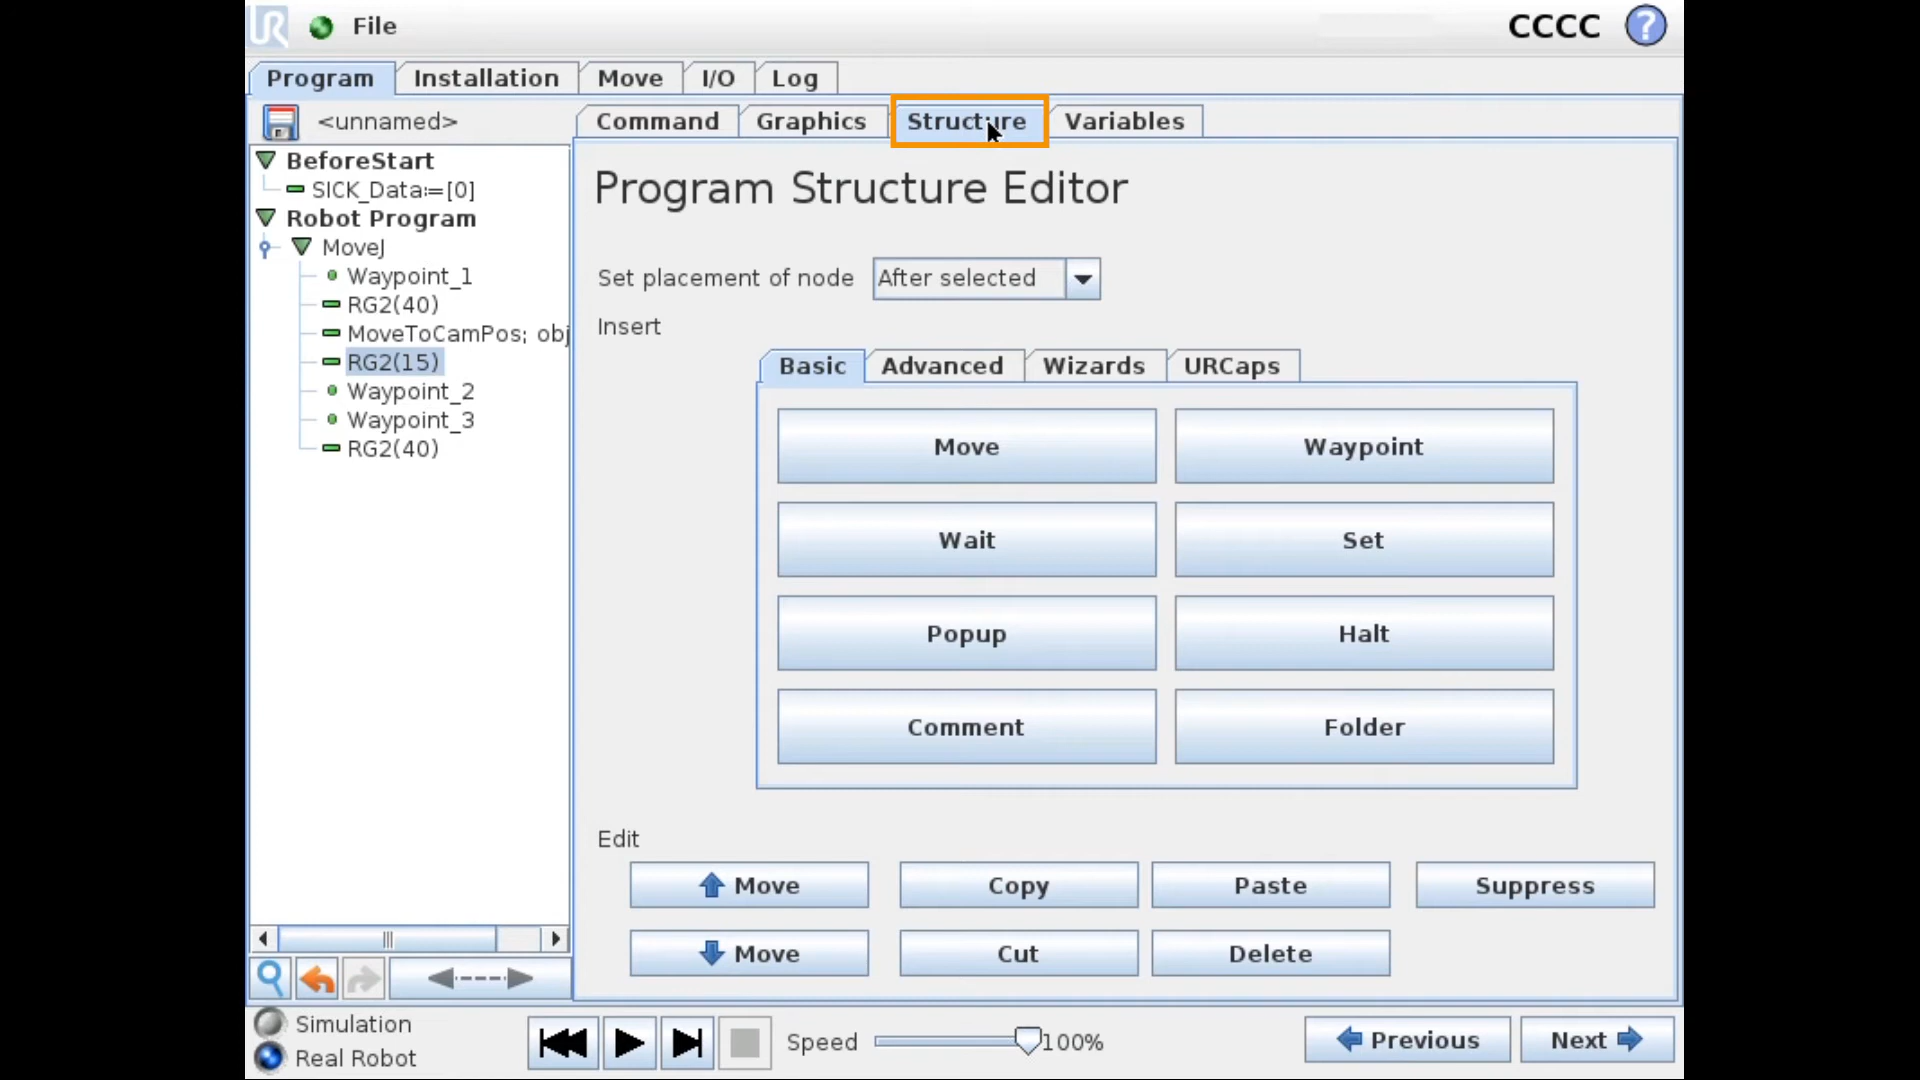 UR File CCCC ?
Program Installation Move I/O Log
<unnamed> Command Graphics Structure Variables
BeforeStart
SICK_Data:=[0]
Robot Program
MoveJ
Waypoint_1
RG2(40)
MoveToCamPos; obj
RG2(15)
Waypoint_2
Waypoint_3
RG2(40)
Program Structure Editor
Set placement of node After selected
Insert
Basic Advanced Wizards URCaps
Move Waypoint
Wait Set
Popup Halt
Comment Folder
Edit
Move Copy Paste Suppress
Move Cut Delete
Simulation
Real Robot
Speed 100% Previous Next